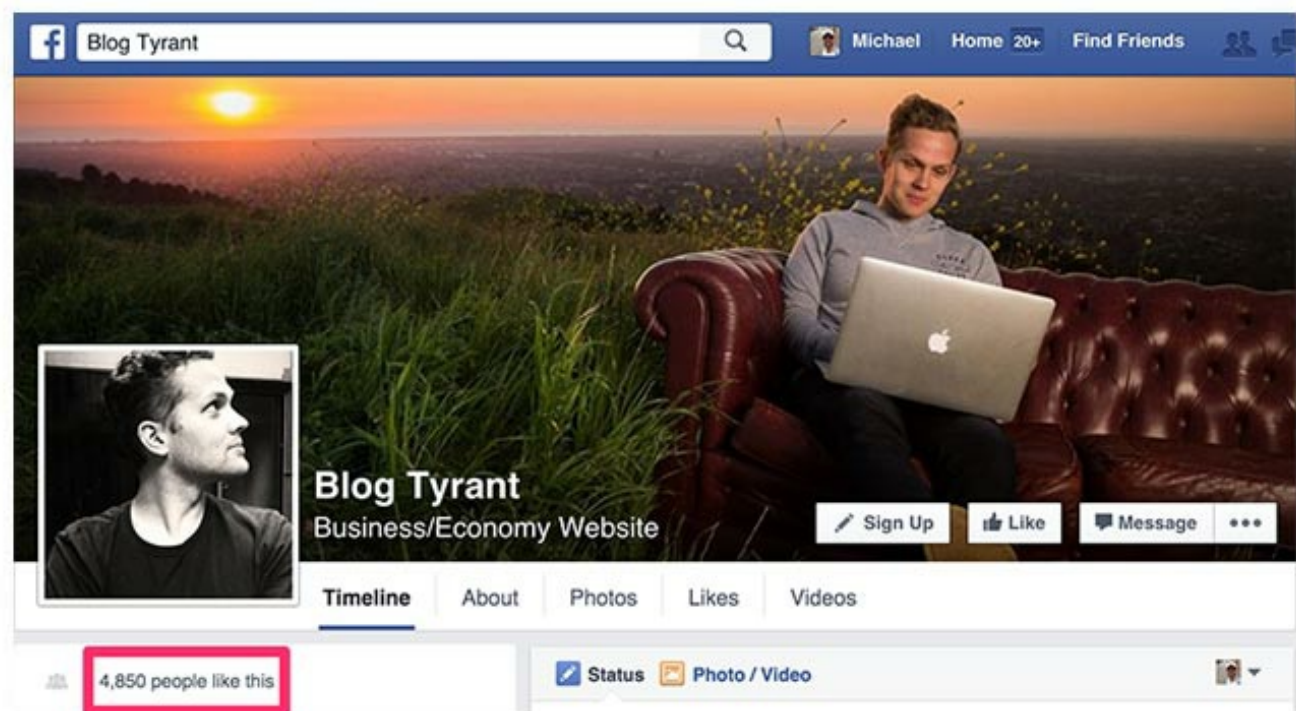 Blog Tyrant
Michael Home 20+ Find Friends
Blog Tyrant
Business/Economy Website
Sign Up Like Message
Timeline About Photos Likes Videos
4,850 people like this
Status Photo / Video